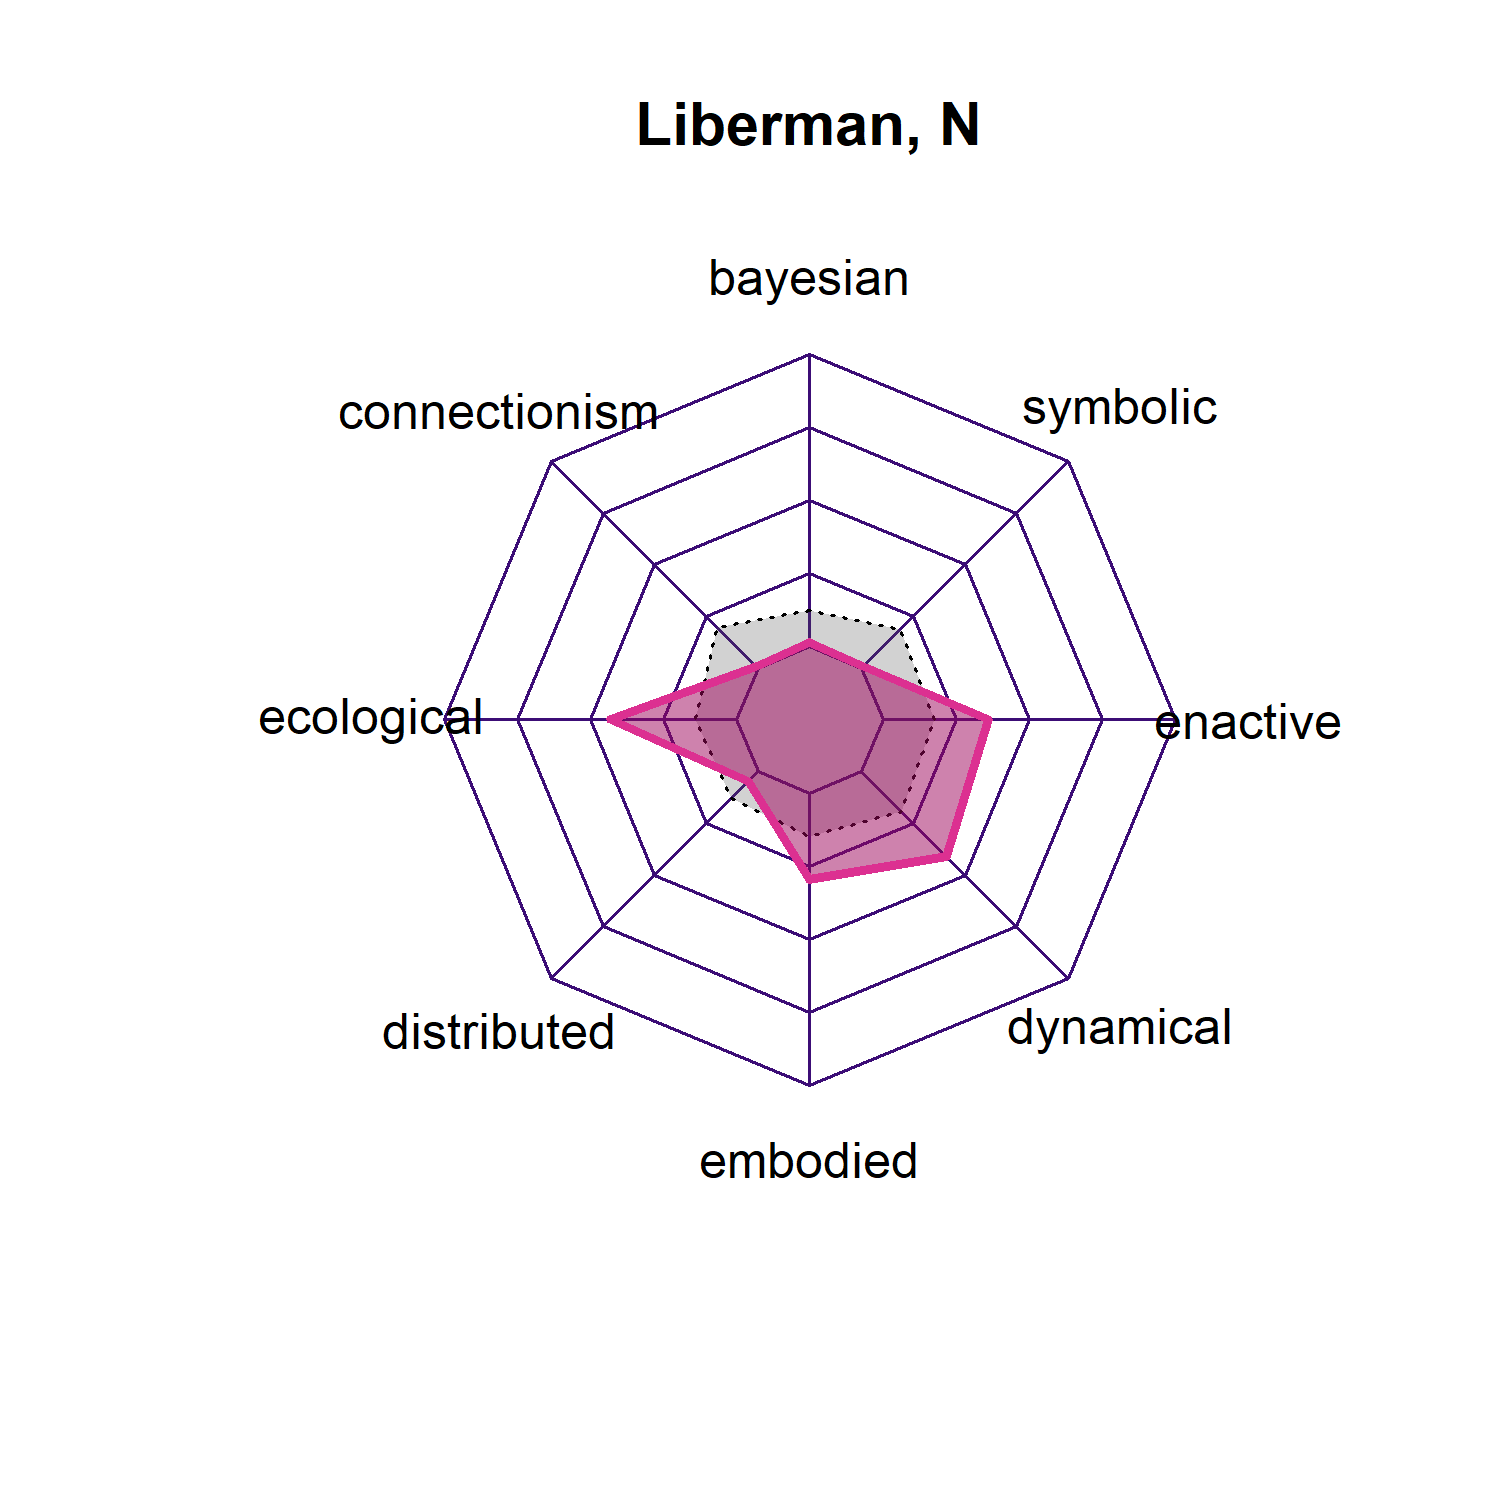 Liberman, N
bayesian
connectionism
symbolic
ecological
enactive
distributed
dynamical
embodied